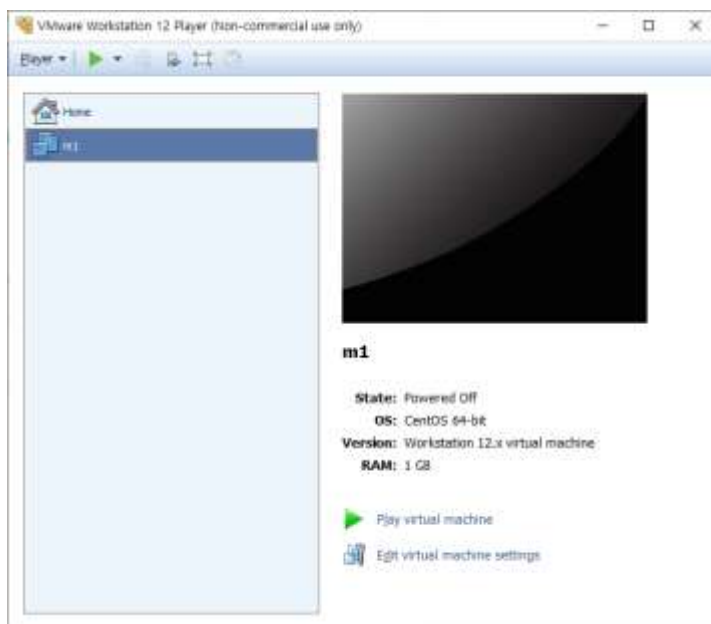 VMware Workstation 12 Player (Non-commercial use only)
Player
Home
m1
m1
State: Powered Off
OS: CentOS 64-bit
Version: Workstation 12.x virtual machine
RAM: 1 GB
Play virtual machine
Edit virtual machine settings